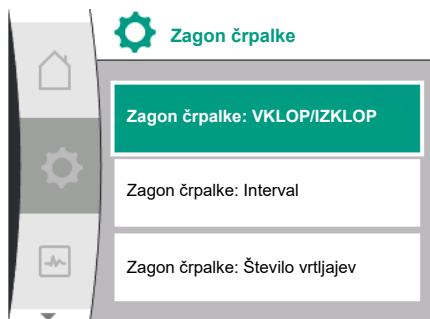 Zagon črpalke
Zagon črpalke: VKLOP/IZKLOP
Zagon črpalke: Interval
Zagon črpalke: Število vrtljajev